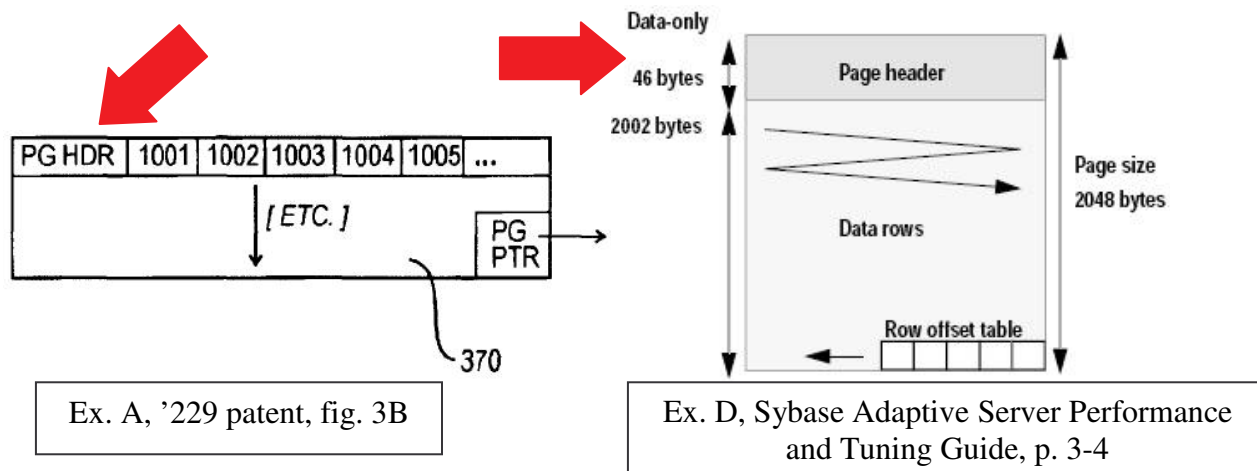 PG HDR 1001 1002 1003 1004 1005 ...
[ ETC. ]
PG
PTR
370
Ex. A, ’229 patent, fig. 3B
Data-only
46 bytes
2002 bytes
Page header
Data rows
Page size
2048 bytes
Row offset table
Ex. D, Sybase Adaptive Server Performance
and Tuning Guide, p. 3-4